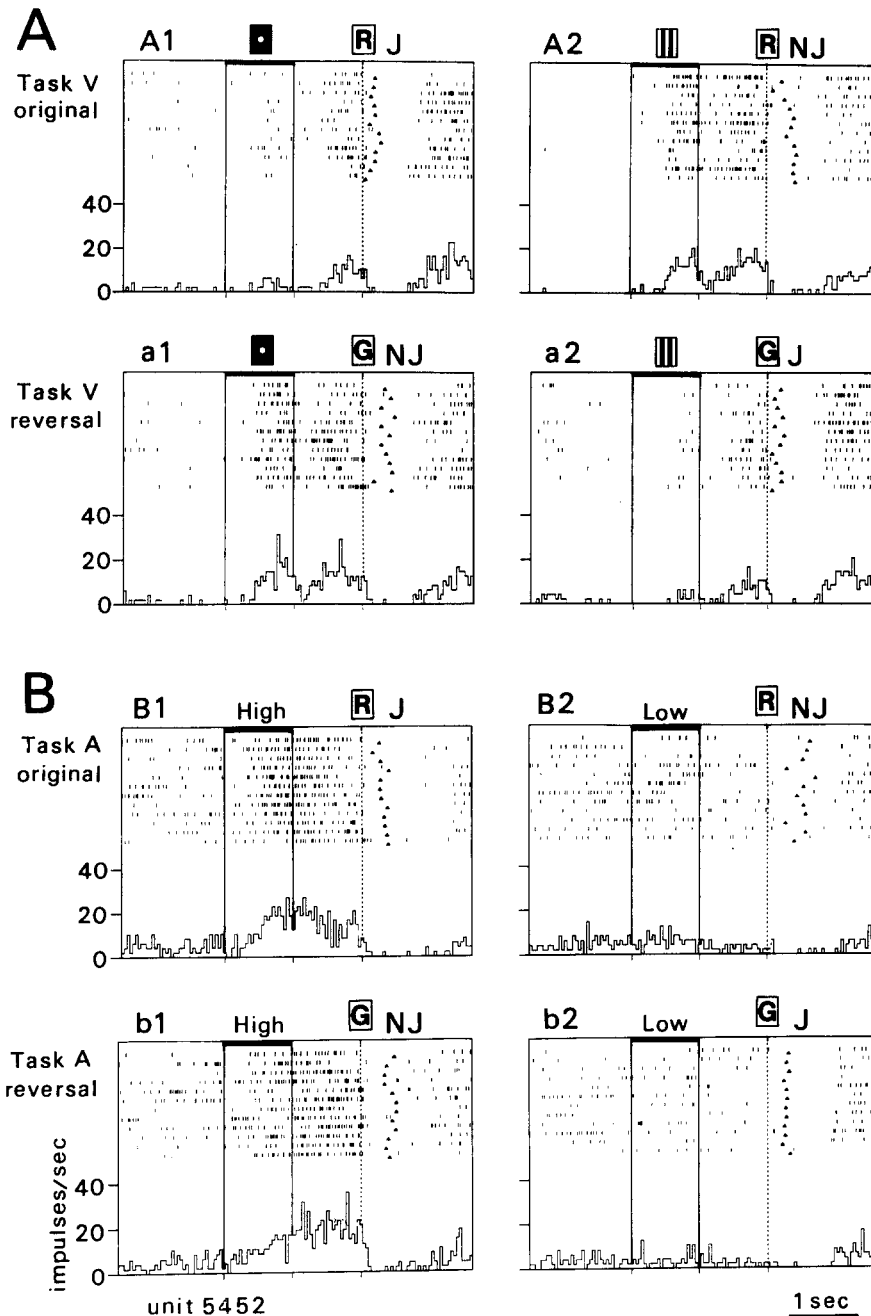 A
A1 R J
A2 R NJ
Task V
original
40
20
0
a1 G NJ
a2 G J
Task V
reversal
40
20
0
B
B1 High R J
B2 Low R NJ
Task A
original
40
20
0
b1 High G NJ
b2 Low G J
Task A
reversal
impulses/sec
40
20
0
unit 5452
1 sec